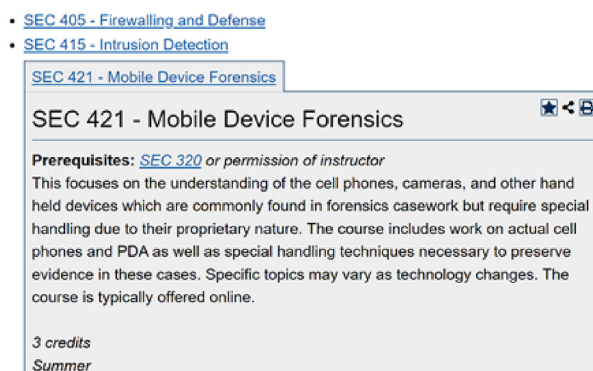 SEC 405 - Firewalling and Defense
SEC 415 - Intrusion Detection
SEC 421 - Mobile Device Forensics
SEC 421 - Mobile Device Forensics
Prerequisites: SEC 320 or permission of instructor
This focuses on the understanding of the cell phones, cameras, and other hand
held devices which are commonly found in forensics casework but require special
handling due to their proprietary nature. The course includes work on actual cell
phones and PDA as well as special handling techniques necessary to preserve
evidence in these cases. Specific topics may vary as technology changes. The
course is typically offered online.
3 credits
Summer